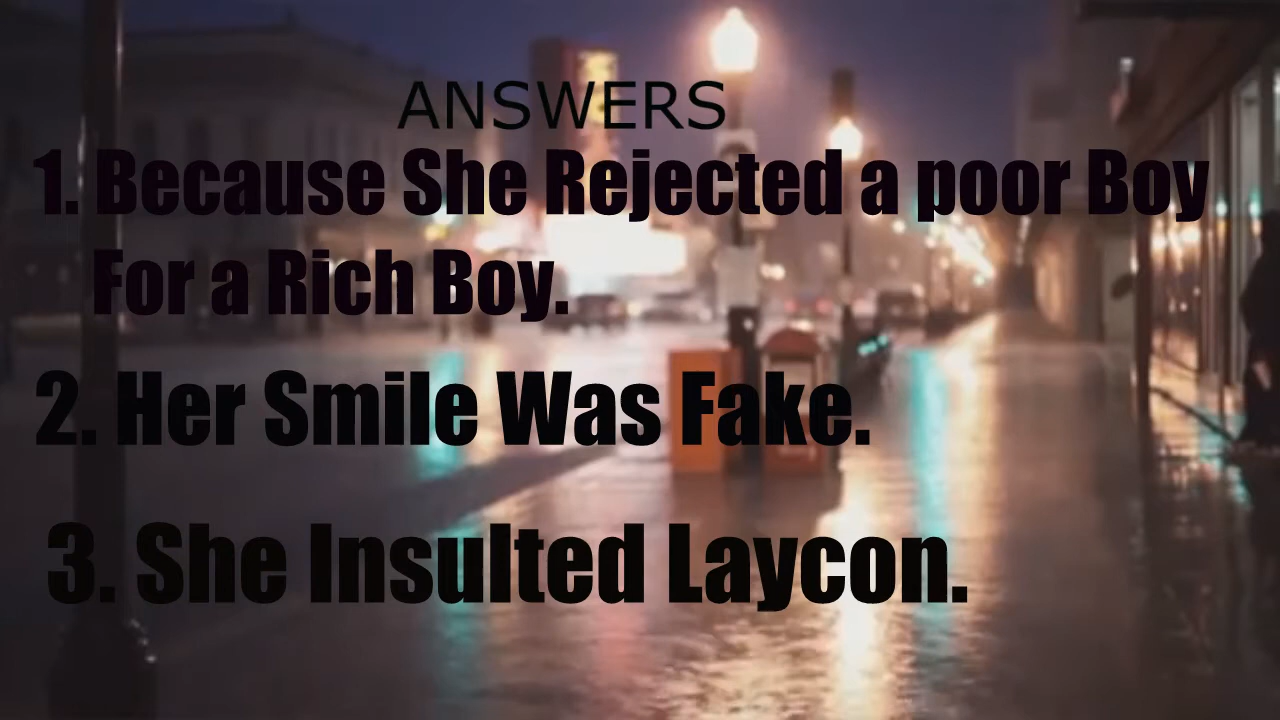 ANSWERS
1. Because She Rejected a poor Boy
For a Rich Boy.
2. Her Smile Was Fake.
3. She Insulted Laycon.